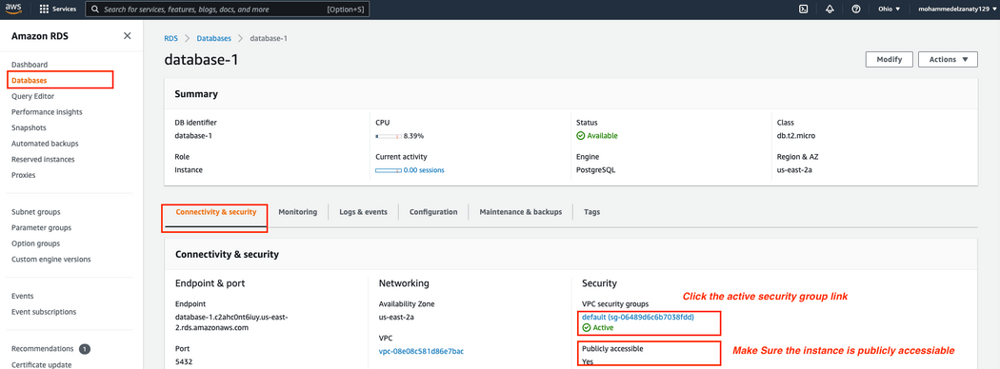 aws
Services
Search for services, features, blogs, docs, and more
[Option+S]
Ohio
mohammedelzanaty129
Amazon RDS
Dashboard
Databases
Query Editor
Performance insights
Snapshots
Automated backups
Reserved instances
Proxies
Subnet groups
Parameter groups
Option groups
Custom engine versions
Events
Event subscriptions
Recommendations 1
Certificate update
RDS
Databases
database-1
database-1
Modify
Actions
Summary
DB identifier
database-1
CPU
8.39%
Status
Available
Class
db.t2.micro
Role
Instance
Current activity
0.00 sessions
Engine
PostgreSQL
Region & AZ
us-east-2a
Connectivity & security
Monitoring
Logs & events
Configuration
Maintenance & backups
Tags
Connectivity & security
Endpoint & port
Endpoint
database-1.c2ahc0nt6iuy.us-east-
2.rds.amazonaws.com
Port
5432
Networking
Availability Zone
us-east-2a
VPC
vpc-08e08c581d86e7bac
Security
VPC security groups
default (sg-06489d6c6b7038fdd)
Active
Publicly accessible
Yes
Click the active security group link
Make Sure the instance is publicly accessiable